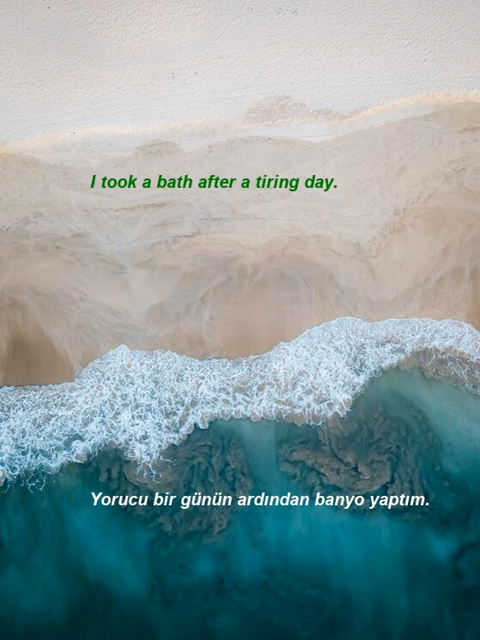 I took a bath after a tiring day.
Yorucu bir günün ardından banyo yaptım.